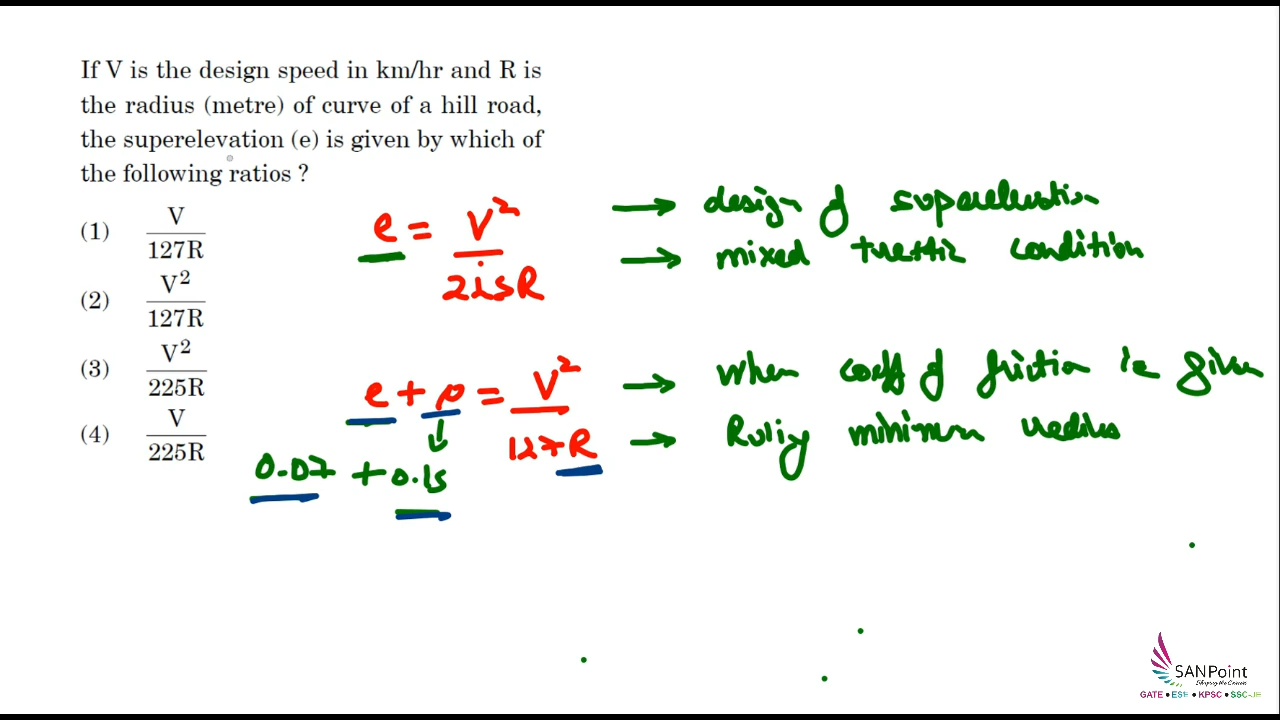 If V is the design speed in km/hr and R is
the radius (metre) of curve of a hill road,
the superelevation (e) is given by which of
the following ratios ?
(1) V/127R
(2) V²/127R
(3) V²/225R
(4) V/225R
e = V²/225R
→ design of superelevation
→ mixed traffic condition
e + μ = V²/127R
0.07 + 0.15
→ when coeff of friction is given
→ Ruling minimum radius
SANPoint
Shaping the Careers
GATE • ESE • KPSC • SSC-JE